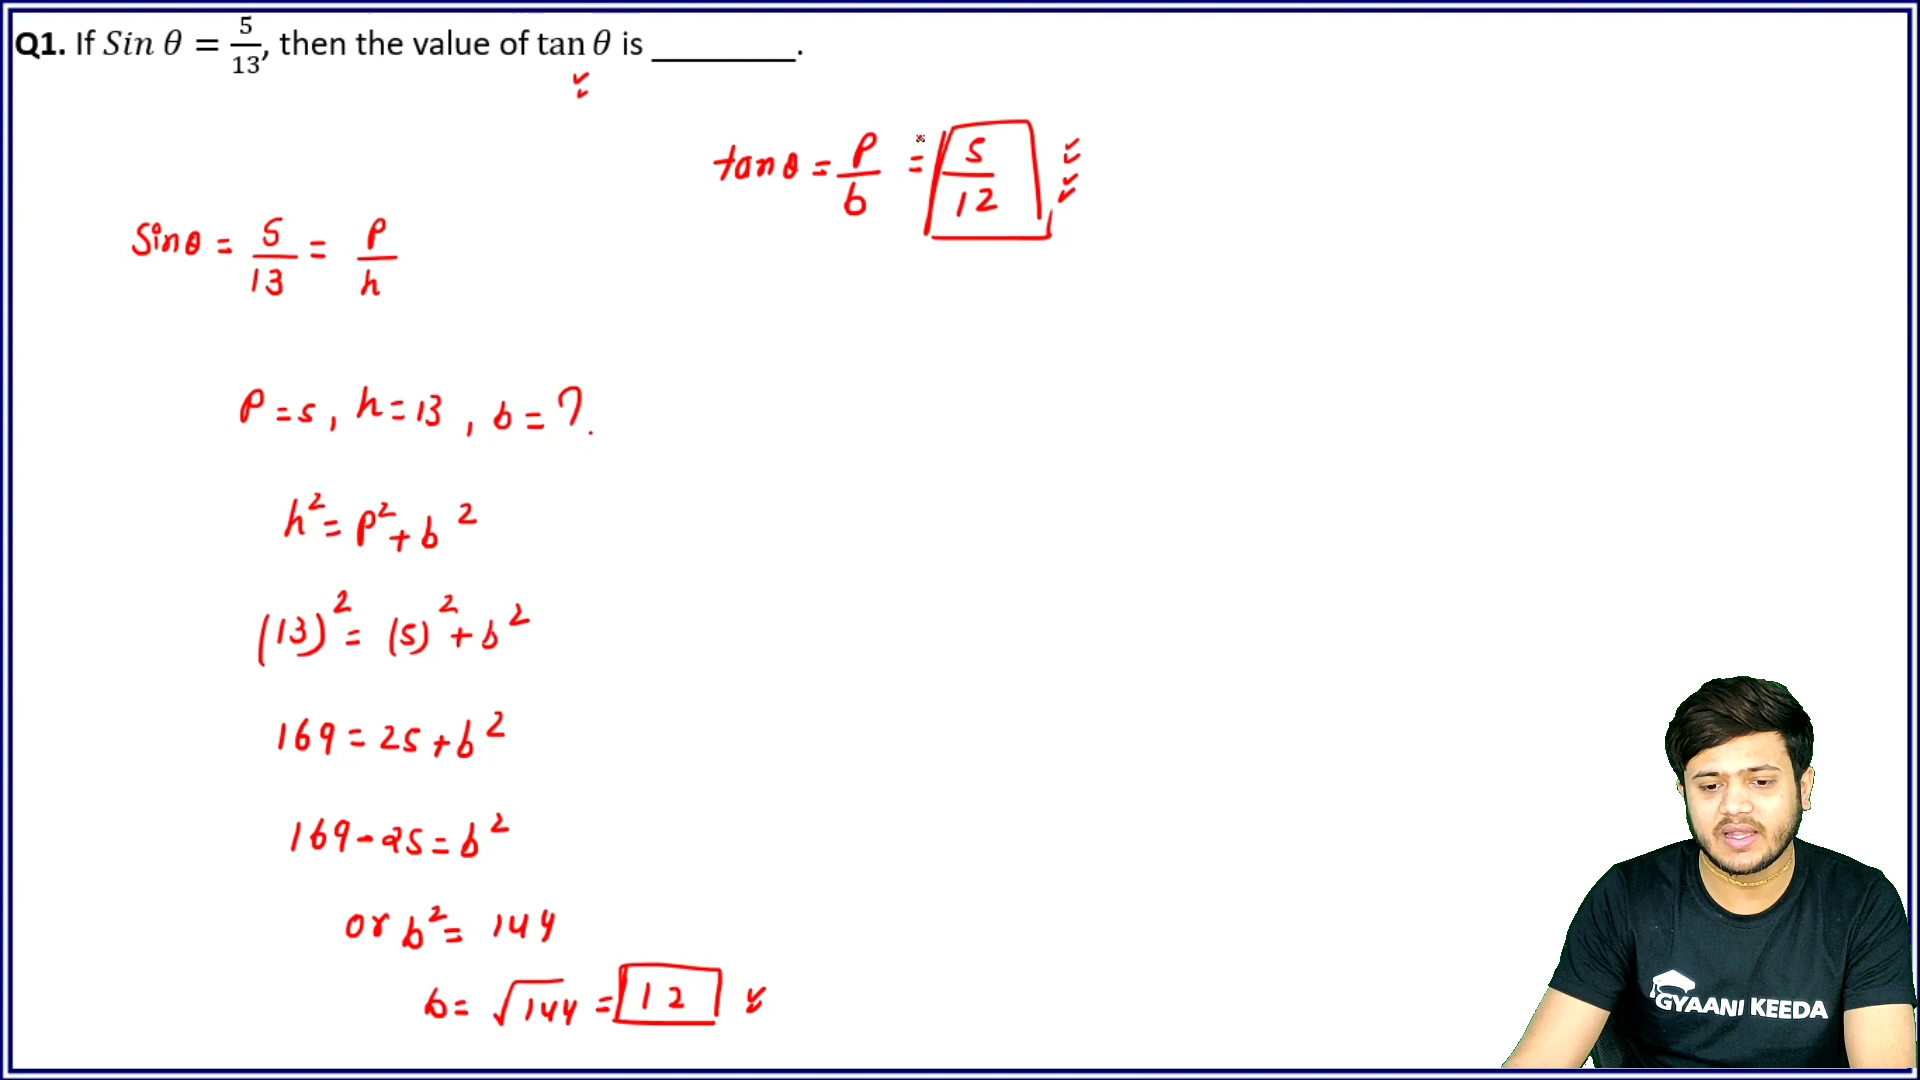 Q1. If Sin θ = 5/13, then the value of tan θ is ________.
tanθ = P/b = 5/12
Sinθ = 5/13 = P/h
P = 5, h = 13, b = ?
h² = P² + b²
(13)² = (5)² + b²
169 = 25 + b²
169 - 25 = b²
or b² = 144
b = √144 = 12
GYAANI KEEDA